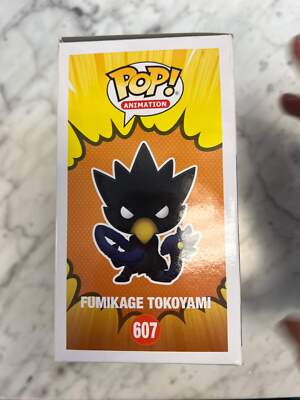 POP!
ANIMATION
FUMIKAGE TOKOYAMI
607